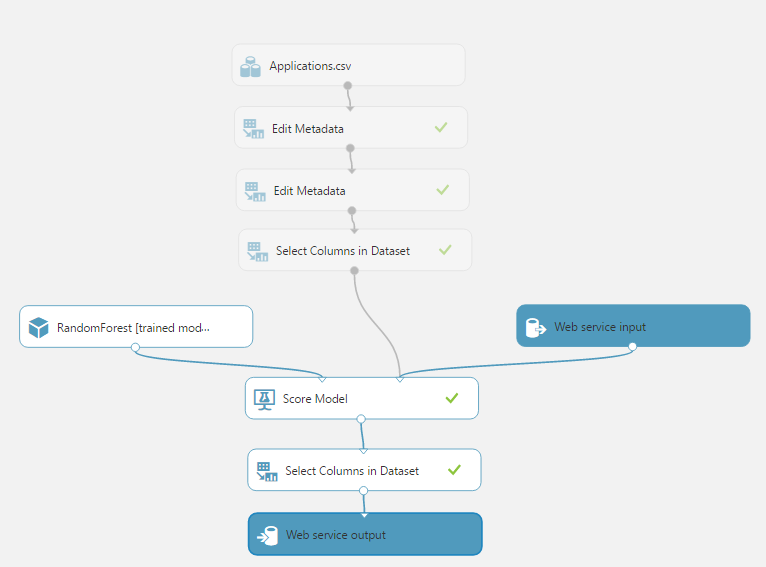 Applications.csv
Edit Metadata
Edit Metadata
Select Columns in Dataset
RandomForest [trained mod...
Web service input
Score Model
Select Columns in Dataset
Web service output